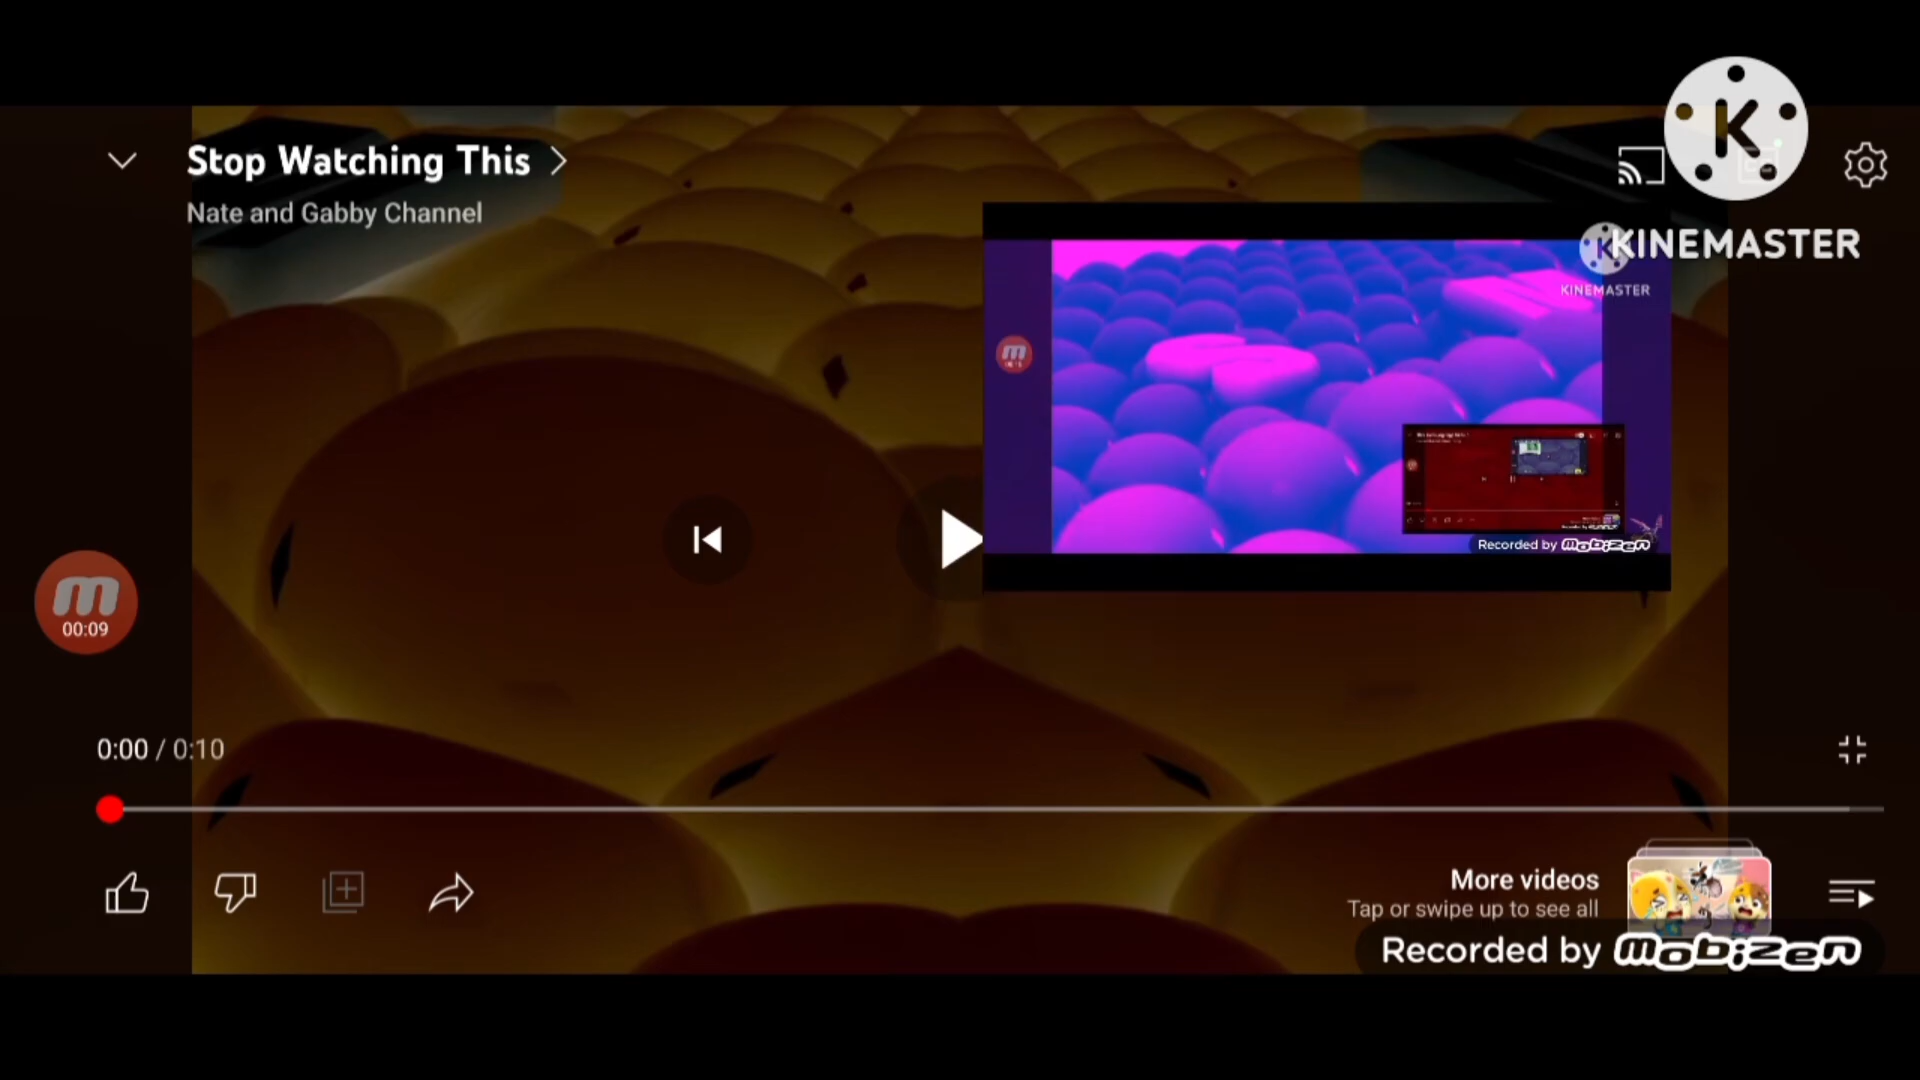 Stop Watching This
Nate and Gabby Channel
K
KINEMASTER
K
KINEMASTER
m
m
00:09
Recorded by mobizen
0:00 / 0:10
More videos
Tap or swipe up to see all
Recorded by mobizen